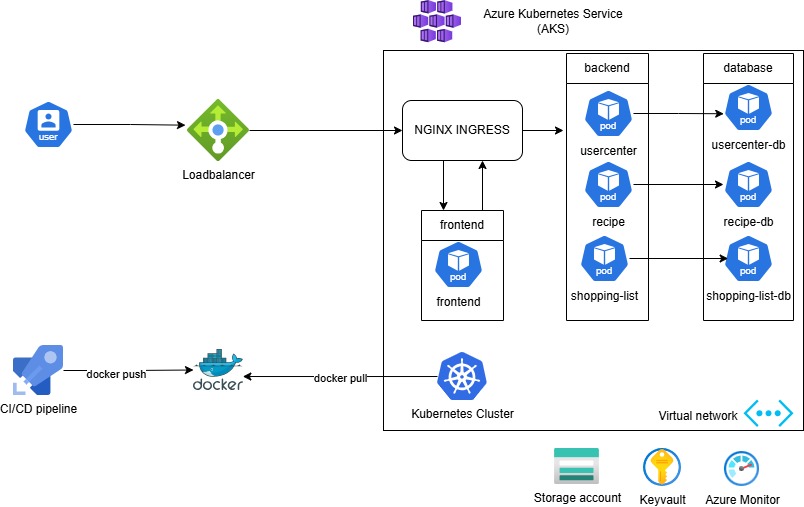 Azure Kubernetes Service
(AKS)
backend
database
user
NGINX INGRESS
pod
pod
usercenter
usercenter-db
Loadbalancer
pod
pod
frontend
recipe
recipe-db
pod
pod
pod
frontend
shopping-list
shopping-list-db
docker push
docker
docker pull
CI/CD pipeline
Kubernetes Cluster
Virtual network
Storage account
Keyvault
Azure Monitor